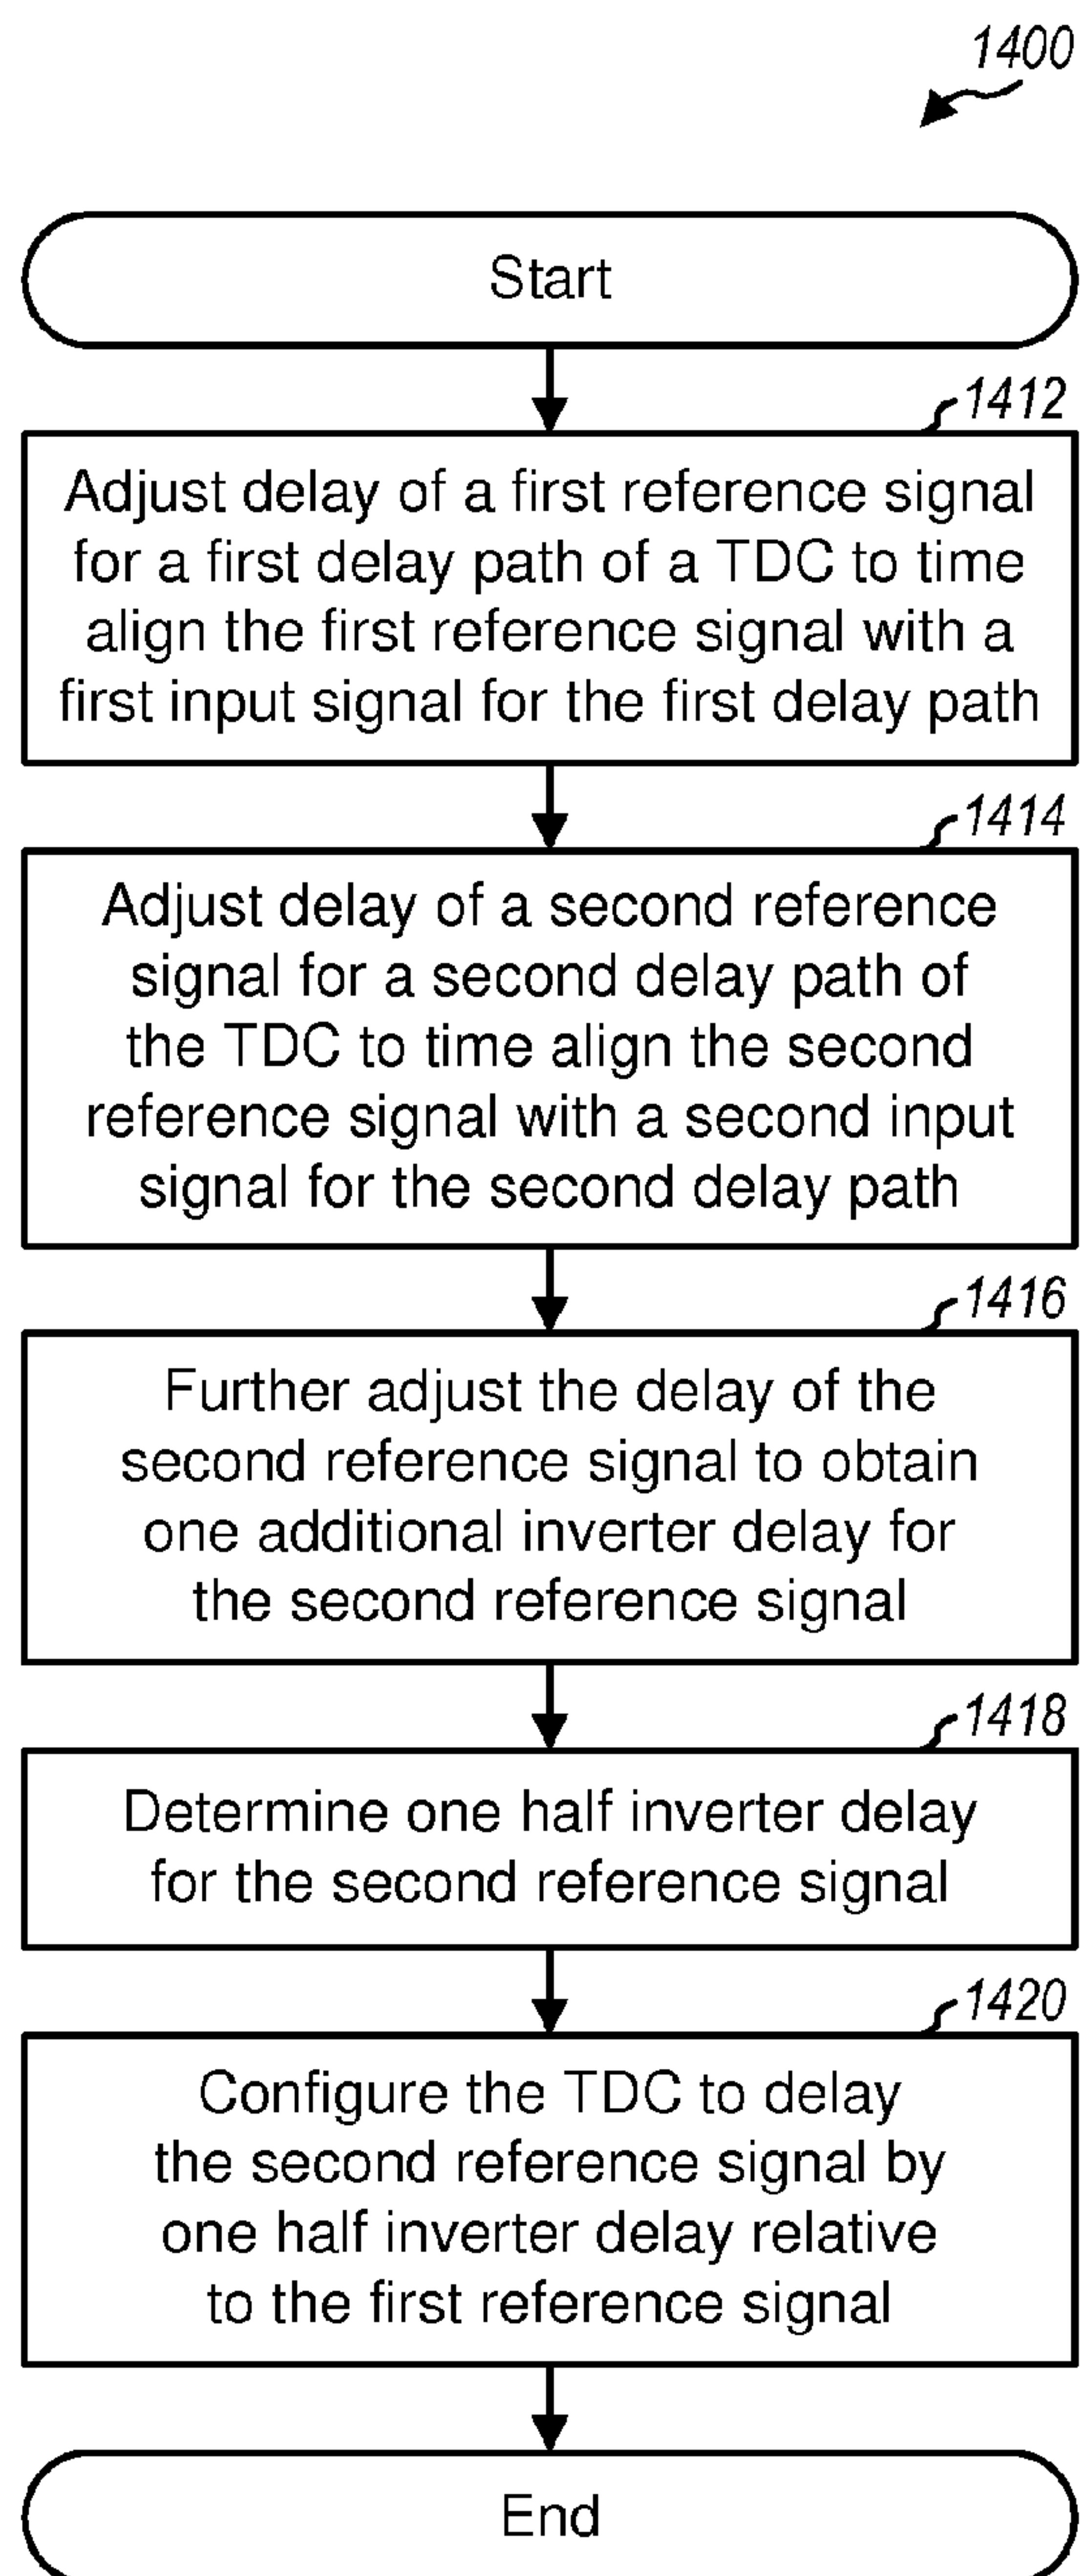 1400
Start
1412
Adjust delay of a first reference signal
for a first delay path of a TDC to time
align the first reference signal with a
first input signal for the first delay path
1414
Adjust delay of a second reference
signal for a second delay path of
the TDC to time align the second
reference signal with a second input
signal for the second delay path
1416
Further adjust the delay of the
second reference signal to obtain
one additional inverter delay for
the second reference signal
1418
Determine one half inverter delay
for the second reference signal
1420
Configure the TDC to delay
the second reference signal by
one half inverter delay relative
to the first reference signal
End